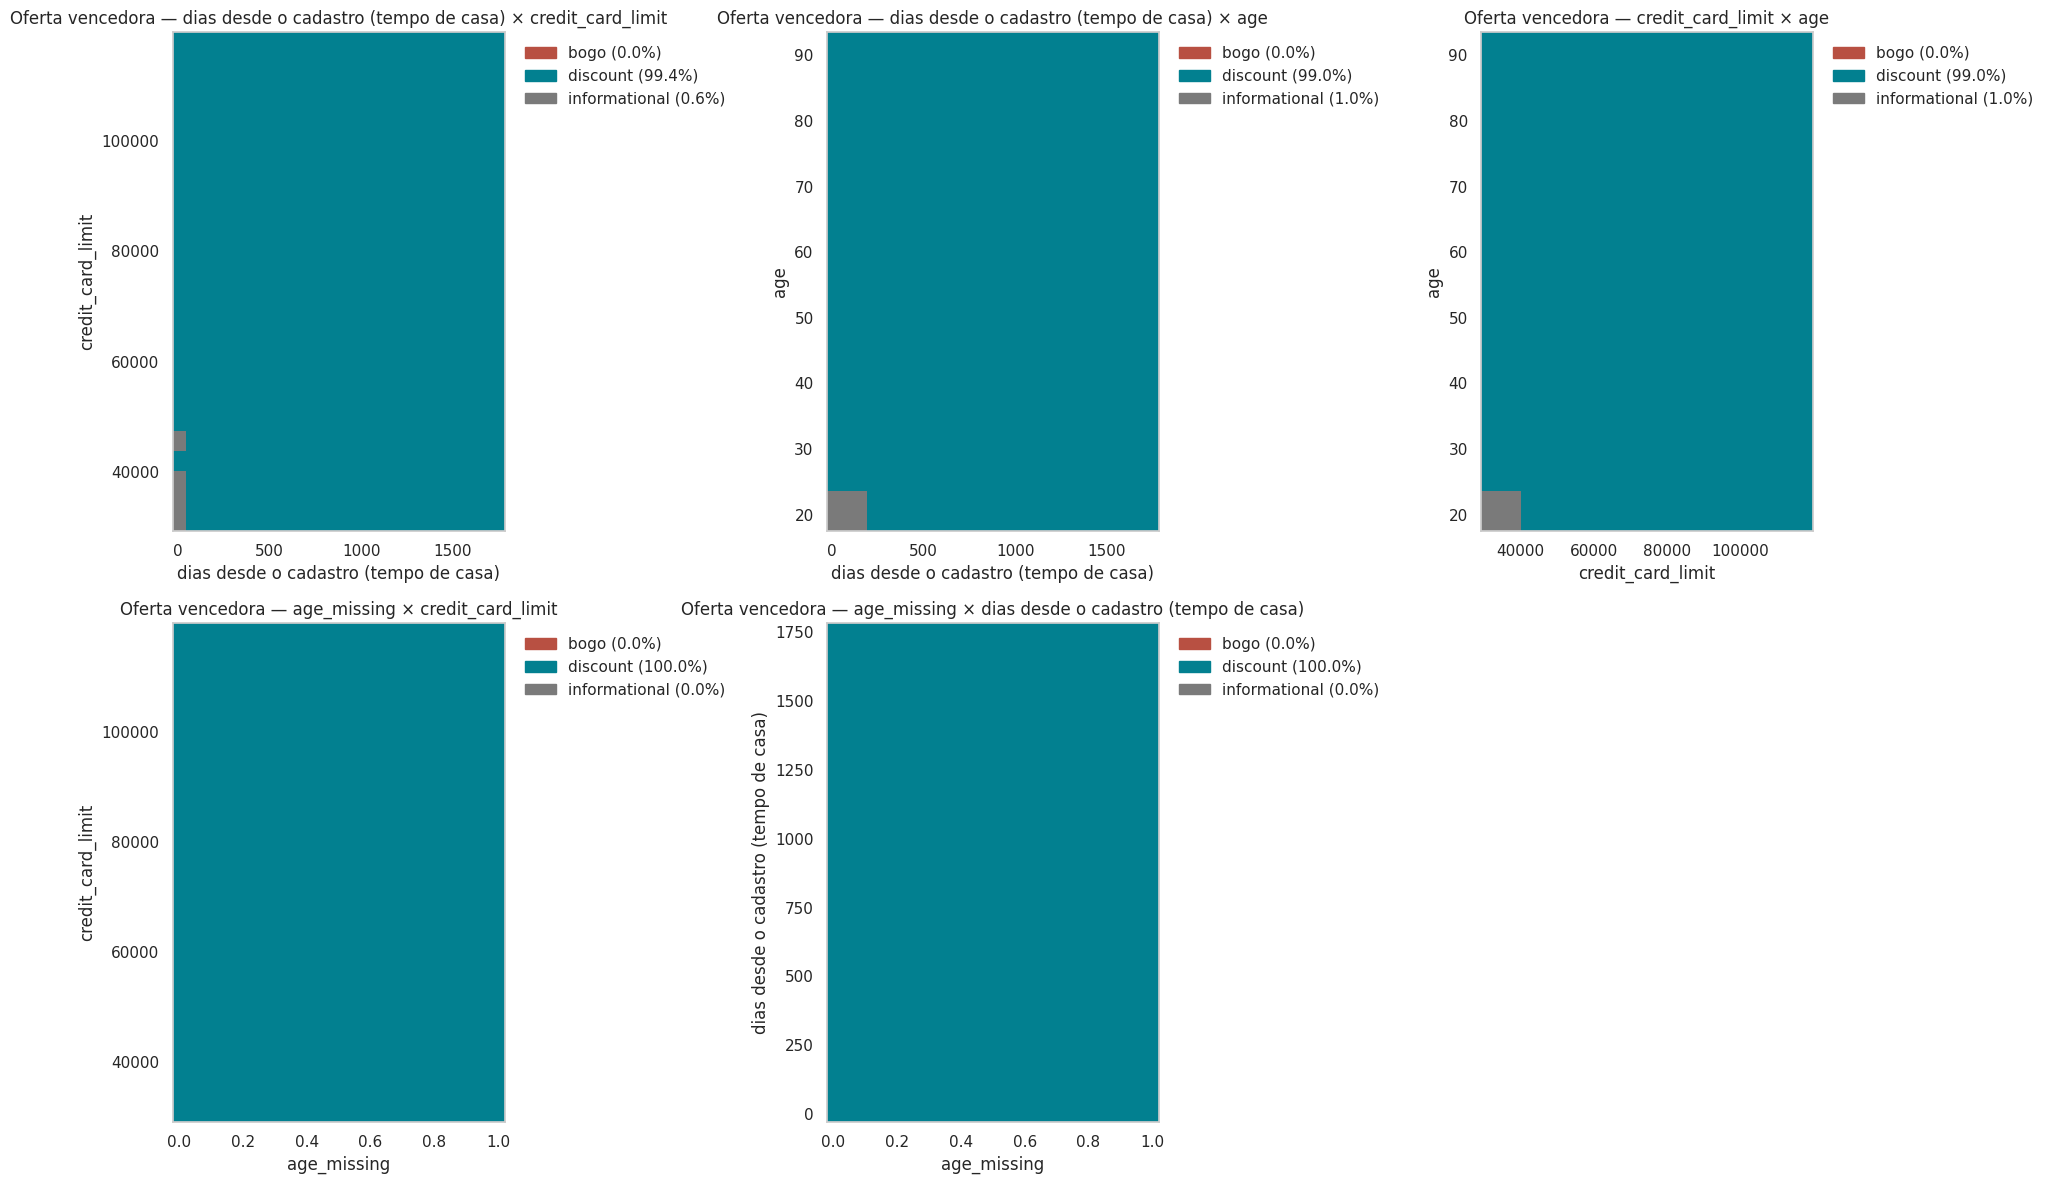 Oferta vencedora — dias desde o cadastro (tempo de casa) × credit_card_limit
bogo (0.0%)
discount (99.4%)
informational (0.6%)
100000
80000
60000
40000
credit_card_limit
0 500 1000 1500
dias desde o cadastro (tempo de casa)
Oferta vencedora — dias desde o cadastro (tempo de casa) × age
bogo (0.0%)
discount (99.0%)
informational (1.0%)
90
80
70
60
50
40
30
20
age
0 500 1000 1500
dias desde o cadastro (tempo de casa)
Oferta vencedora — credit_card_limit × age
bogo (0.0%)
discount (99.0%)
informational (1.0%)
90
80
70
60
50
40
30
20
age
40000 60000 80000 100000
credit_card_limit
Oferta vencedora — age_missing × credit_card_limit
bogo (0.0%)
discount (100.0%)
informational (0.0%)
100000
80000
60000
40000
credit_card_limit
0.0 0.2 0.4 0.6 0.8 1.0
age_missing
Oferta vencedora — age_missing × dias desde o cadastro (tempo de casa)
bogo (0.0%)
discount (100.0%)
informational (0.0%)
1750
1500
1250
1000
750
500
250
0
dias desde o cadastro (tempo de casa)
0.0 0.2 0.4 0.6 0.8 1.0
age_missing